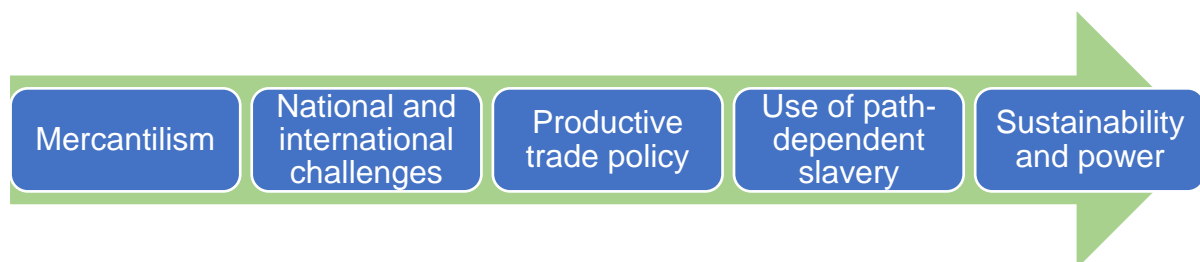 Mercantilism
National and
international
challenges
Productive
trade policy
Use of path-
dependent
slavery
Sustainability
and power